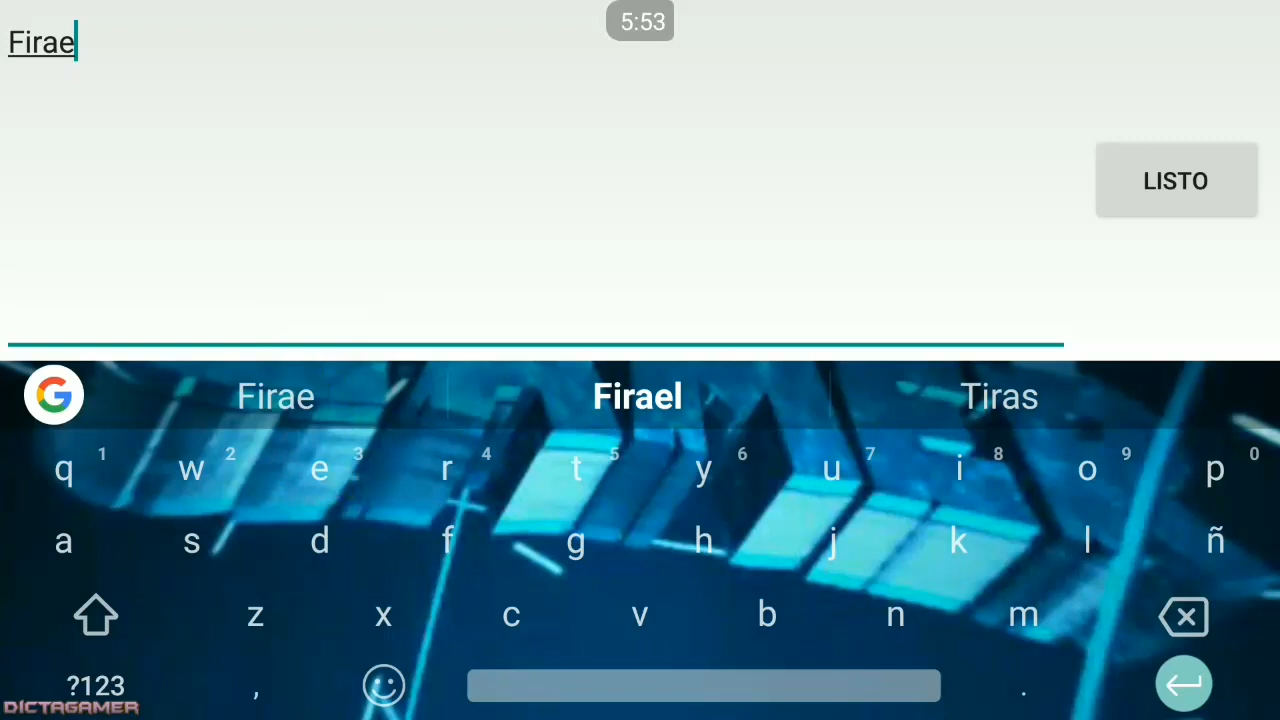 5:53
Firae
LISTO
Firae Firael Tiras
q 1 w 2 e 3 r 4 t 5 y 6 u 7 i 8 o 9 p 0
a s d f g h j k l ñ
z x c v b n m
?123 , .
DICTAGAMER